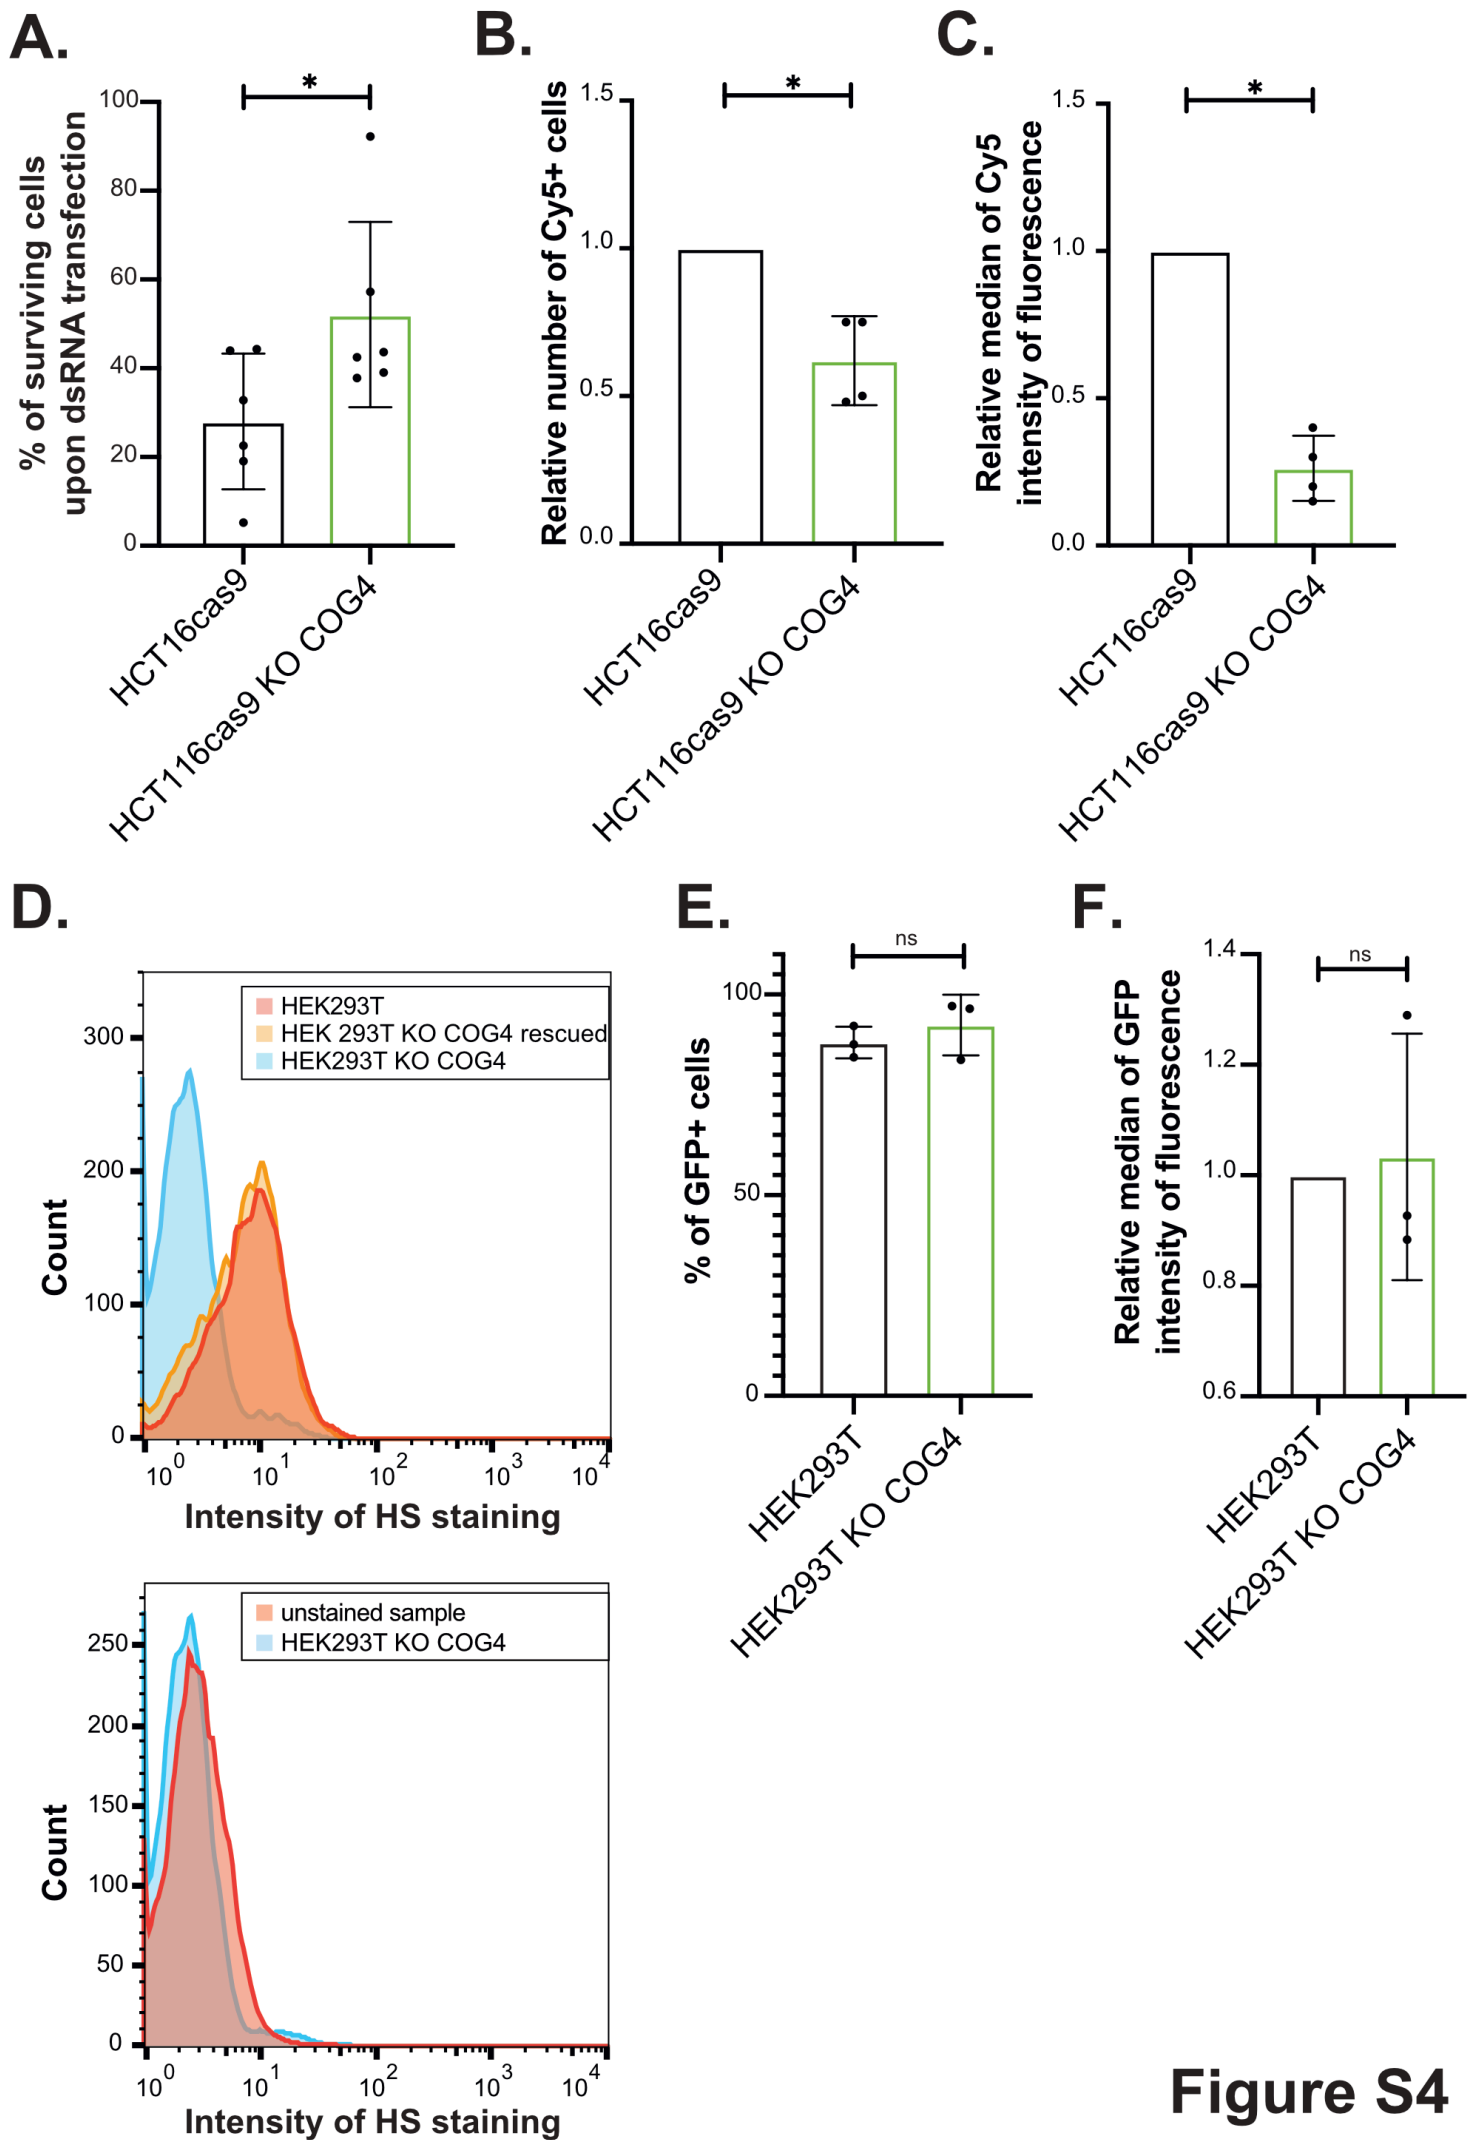 A.
% of surviving cells
upon dsRNA transfection
100
80
60
40
20
0
*
HCT16cas9
HCT116cas9 KO COG4
B.
Relative number of Cy5+ cells
1.5
1.0
0.5
0.0
*
HCT16cas9
HCT116cas9 KO COG4
C.
Relative median of Cy5
intensity of fluorescence
1.5
1.0
0.5
0.0
*
HCT16cas9
HCT116cas9 KO COG4
D.
Count
300
200
100
0
HEK293T
HEK 293T KO COG4 rescued
HEK293T KO COG4
10^0 10^1 10^2 10^3 10^4
Intensity of HS staining
Count
250
200
150
100
50
0
unstained sample
HEK293T KO COG4
10^0 10^1 10^2 10^3 10^4
Intensity of HS staining
E.
% of GFP+ cells
100
50
0
ns
HEK293T
HEK293T KO COG4
F.
Relative median of GFP
intensity of fluorescence
1.4
1.2
1.0
0.8
0.6
ns
HEK293T
HEK293T KO COG4
Figure S4